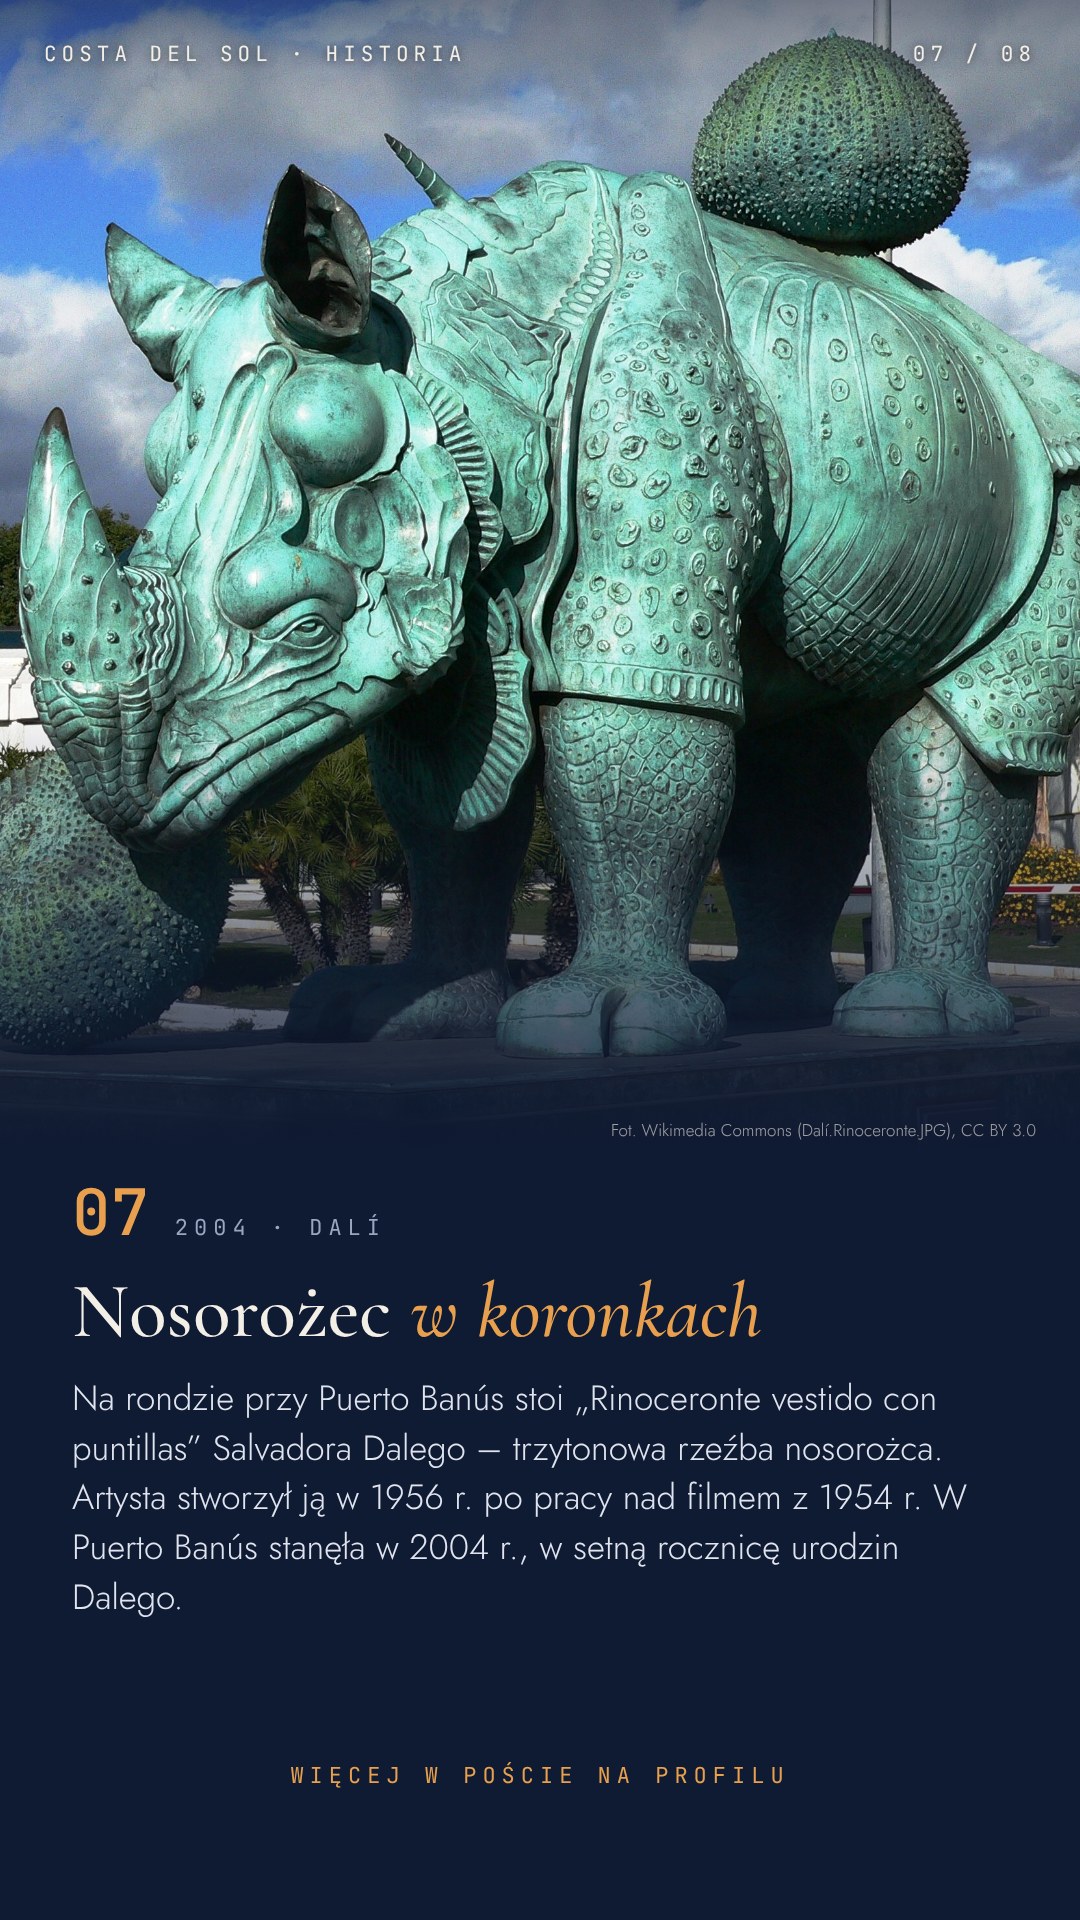 COSTA DEL SOL · HISTORIA
07 / 08
Fot. Wikimedia Commons (Dalí.Rinoceronte.JPG), CC BY 3.0
07 2004 · DALÍ
Nosorożec w koronkach
Na rondzie przy Puerto Banús stoi „Rinoceronte vestido con
puntillas” Salvadora Dalego — trzytonowa rzeźba nosorożca.
Artysta stworzył ją w 1956 r. po pracy nad filmem z 1954 r. W
Puerto Banús stanęła w 2004 r., w setną rocznicę urodzin
Dalego.
WIĘCEJ W POŚCIE NA PROFILU